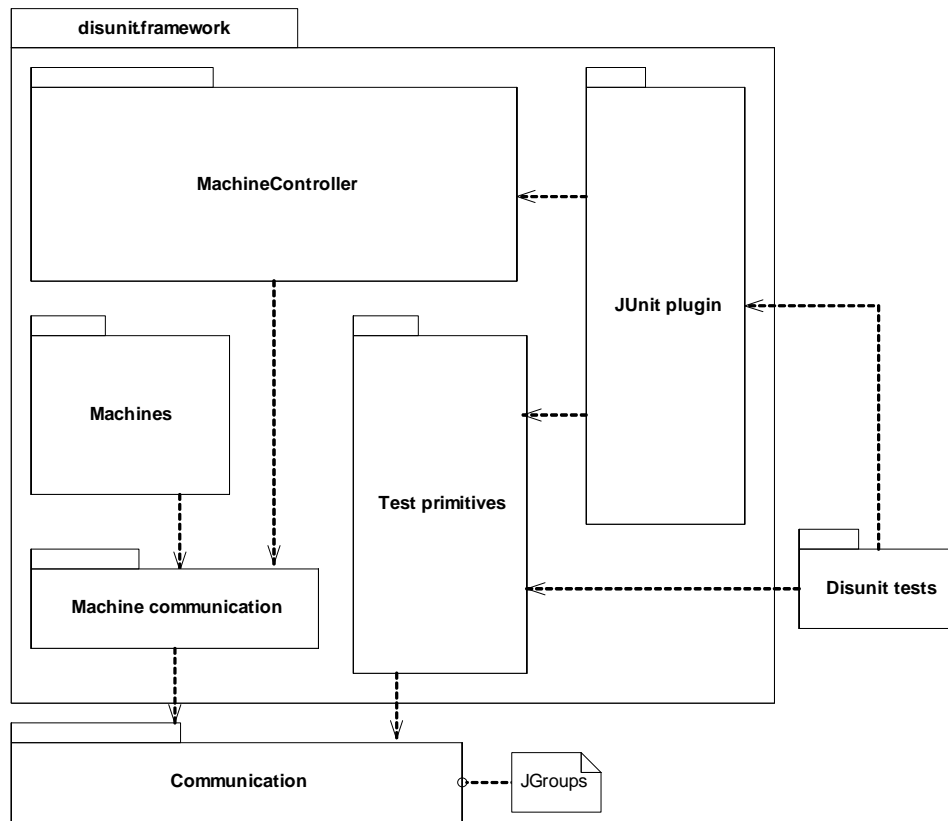 disunit.framework
MachineController
JUnit plugin
Machines
Test primitives
Machine communication
Disunit tests
Communication
JGroups